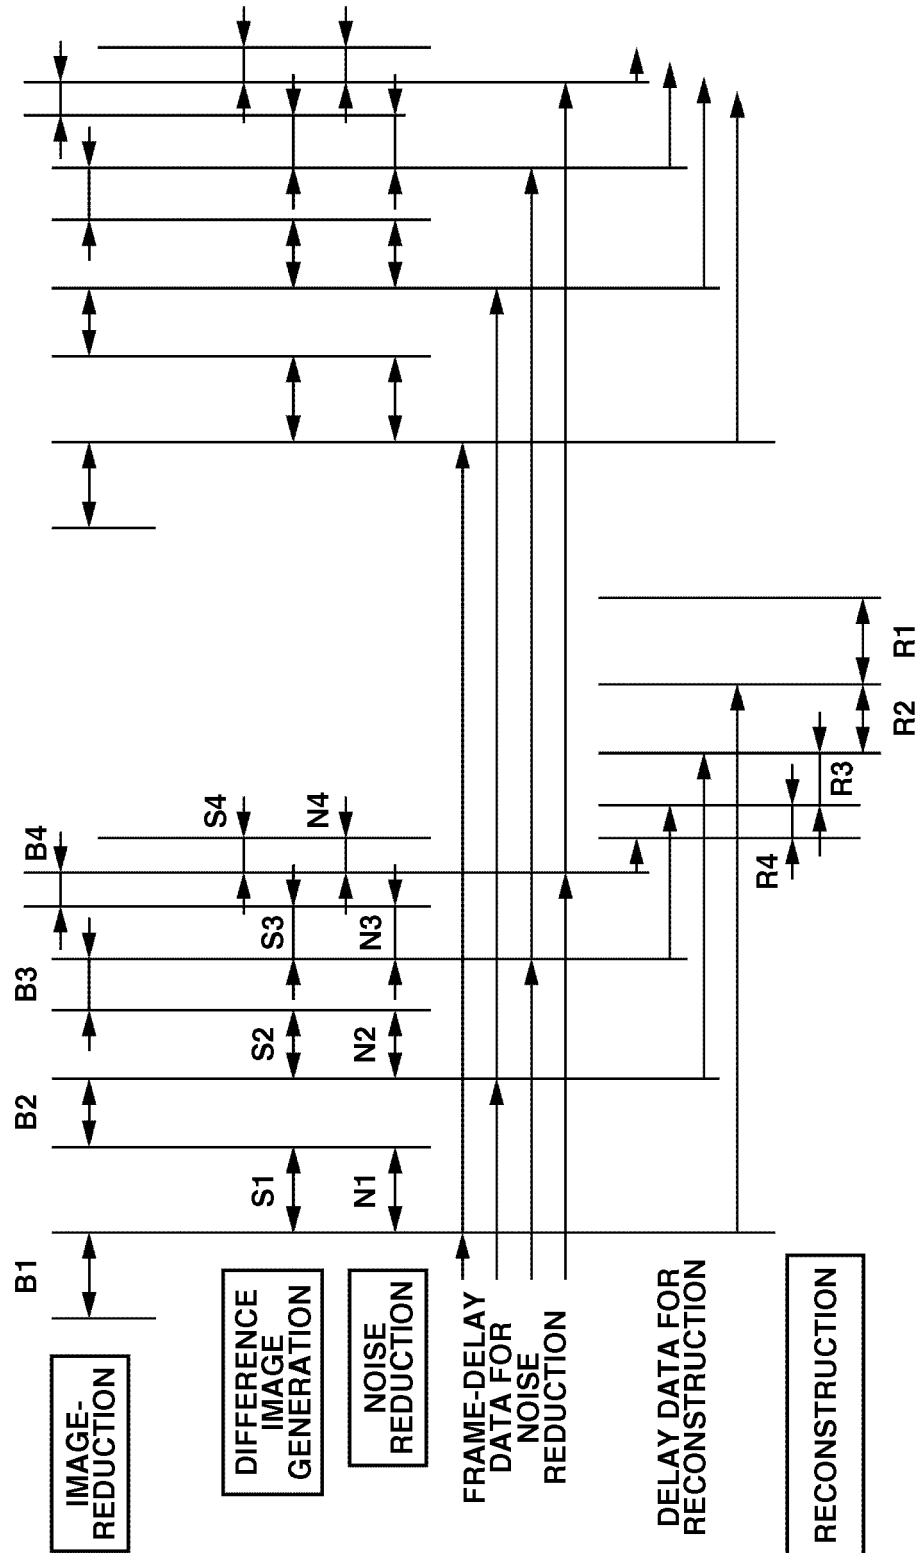 B1
B2
B3
B4
IMAGE-
REDUCTION
S1
S2
S3
S4
DIFFERENCE
IMAGE
GENERATION
N1
N2
N3
N4
NOISE
REDUCTION
FRAME-DELAY
DATA FOR
NOISE
REDUCTION
DELAY DATA FOR
RECONSTRUCTION
R4
R3
R2
R1
RECONSTRUCTION